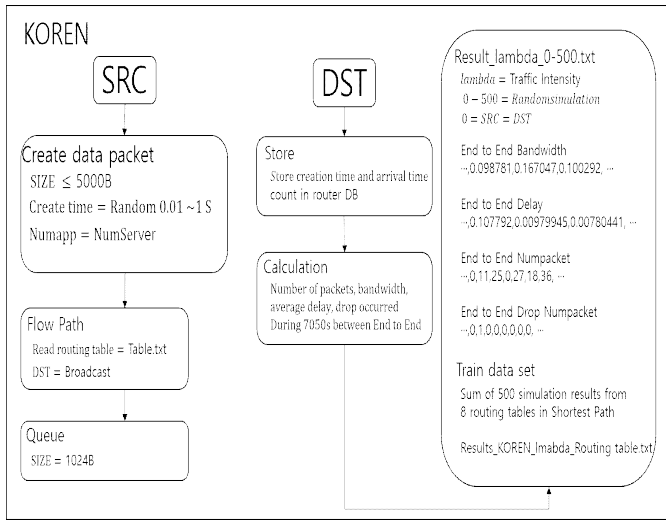 KOREN
SRC
Create data packet
SIZE ≤ 5000B
Create time = Random 0.01 ~1 S
Numapp = NumServer
Flow Path
Read routing table = Table.txt
DST = Broadcast
Queue
SIZE = 1024B
DST
Store
Store creation time and arrival time
count in router DB
Calculation
Number of packets, bandwidth,
average delay, drop occurred
During 7050s between End to End
Result_lambda_0-500.txt
lambda = Traffic Intensity
0 − 500 = Randomsimulation
0 = SRC = DST
End to End Bandwidth
···,0.098781,0.167047,0.100292, ···
End to End Delay
···,0.107792,0.00979945,0.00780441, ···
End to End Numpacket
···,0,11,25,0,27,18.36, ···
End to End Drop Numpacket
···,0,1,0,0,0,0,0, ···
Train data set
Sum of 500 simulation results from
8 routing tables in Shortest Path
Results_KOREN_lmabda_Routing table.txt